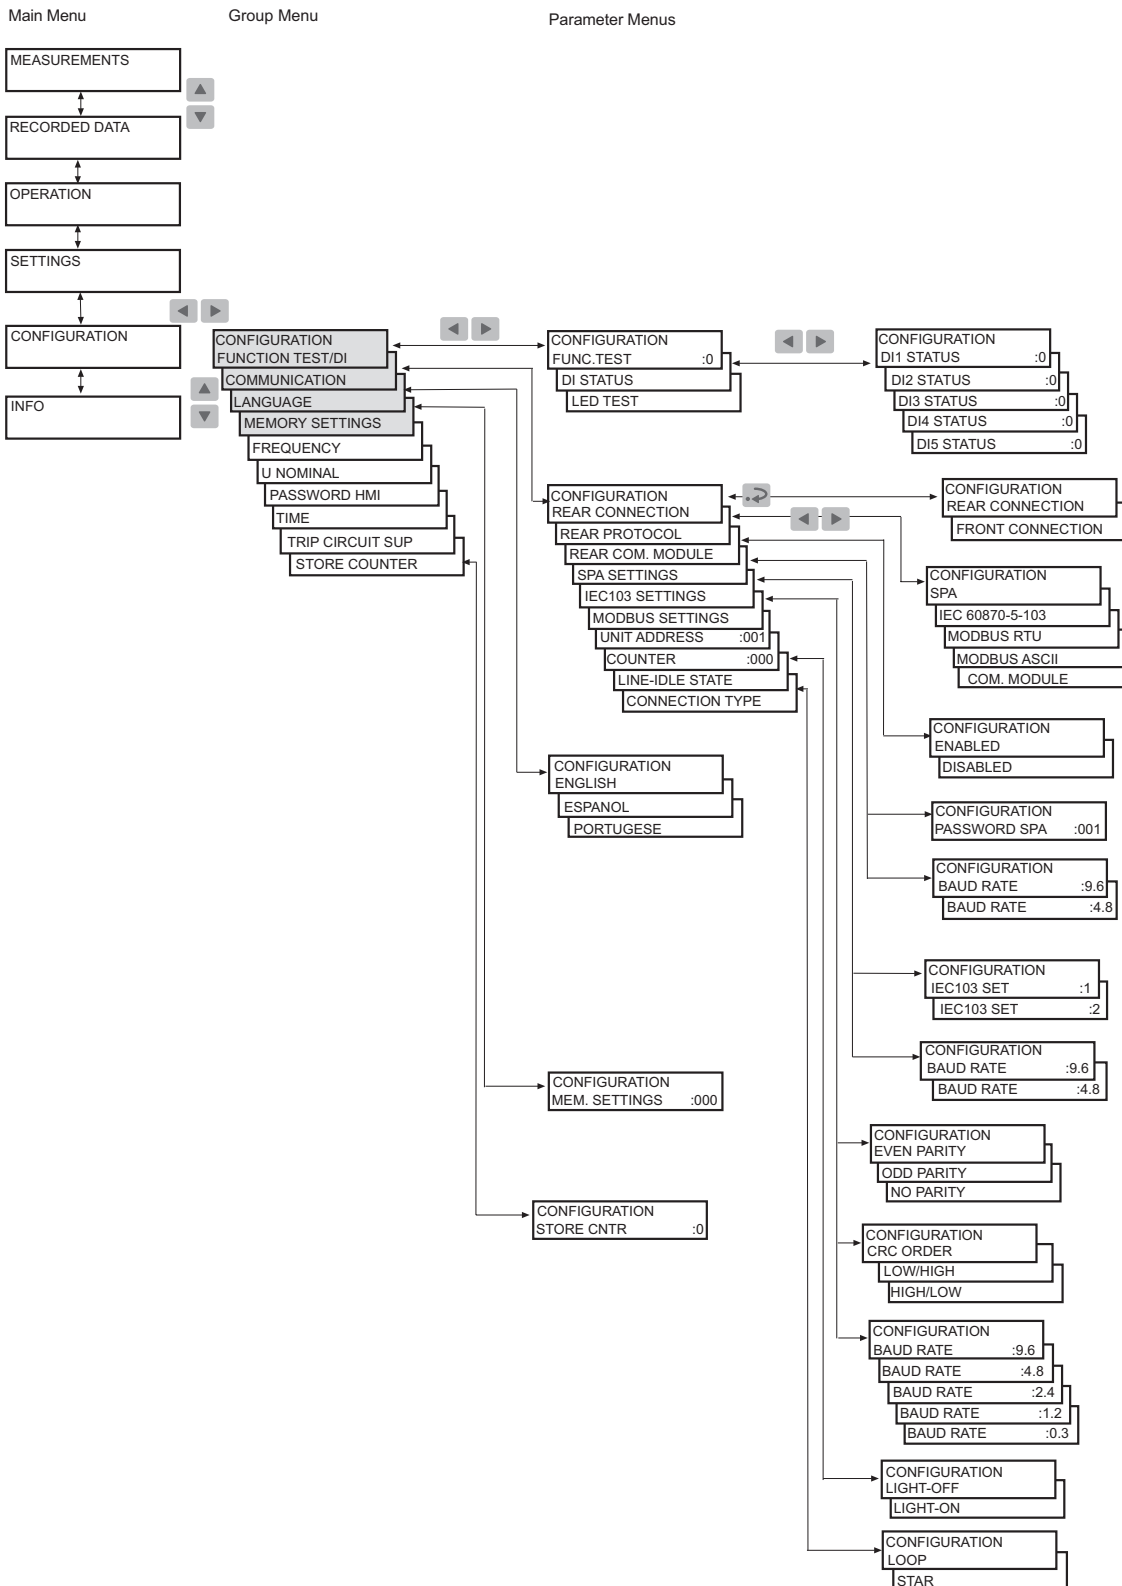 Main Menu
Group Menu
Parameter Menus
MEASUREMENTS
RECORDED DATA
OPERATION
SETTINGS
CONFIGURATION
INFO
CONFIGURATION
FUNCTION TEST/DI
COMMUNICATION
LANGUAGE
MEMORY SETTINGS
FREQUENCY
U NOMINAL
PASSWORD HMI
TIME
TRIP CIRCUIT SUP
STORE COUNTER
CONFIGURATION
FUNC.TEST :0
DI STATUS
LED TEST
CONFIGURATION
DI1 STATUS :0
DI2 STATUS :0
DI3 STATUS :0
DI4 STATUS :0
DI5 STATUS :0
CONFIGURATION
REAR CONNECTION
REAR PROTOCOL
REAR COM. MODULE
SPA SETTINGS
IEC103 SETTINGS
MODBUS SETTINGS
UNIT ADDRESS :001
COUNTER :000
LINE-IDLE STATE
CONNECTION TYPE
CONFIGURATION
REAR CONNECTION
FRONT CONNECTION
CONFIGURATION
SPA
IEC 60870-5-103
MODBUS RTU
MODBUS ASCII
COM. MODULE
CONFIGURATION
ENABLED
DISABLED
CONFIGURATION
ENGLISH
ESPANOL
PORTUGESE
CONFIGURATION
PASSWORD SPA :001
CONFIGURATION
BAUD RATE :9.6
BAUD RATE :4.8
CONFIGURATION
IEC103 SET :1
IEC103 SET :2
CONFIGURATION
BAUD RATE :9.6
BAUD RATE :4.8
CONFIGURATION
MEM. SETTINGS :000
CONFIGURATION
EVEN PARITY
ODD PARITY
NO PARITY
CONFIGURATION
STORE CNTR :0
CONFIGURATION
CRC ORDER
LOW/HIGH
HIGH/LOW
CONFIGURATION
BAUD RATE :9.6
BAUD RATE :4.8
BAUD RATE :2.4
BAUD RATE :1.2
BAUD RATE :0.3
CONFIGURATION
LIGHT-OFF
LIGHT-ON
CONFIGURATION
LOOP
STAR